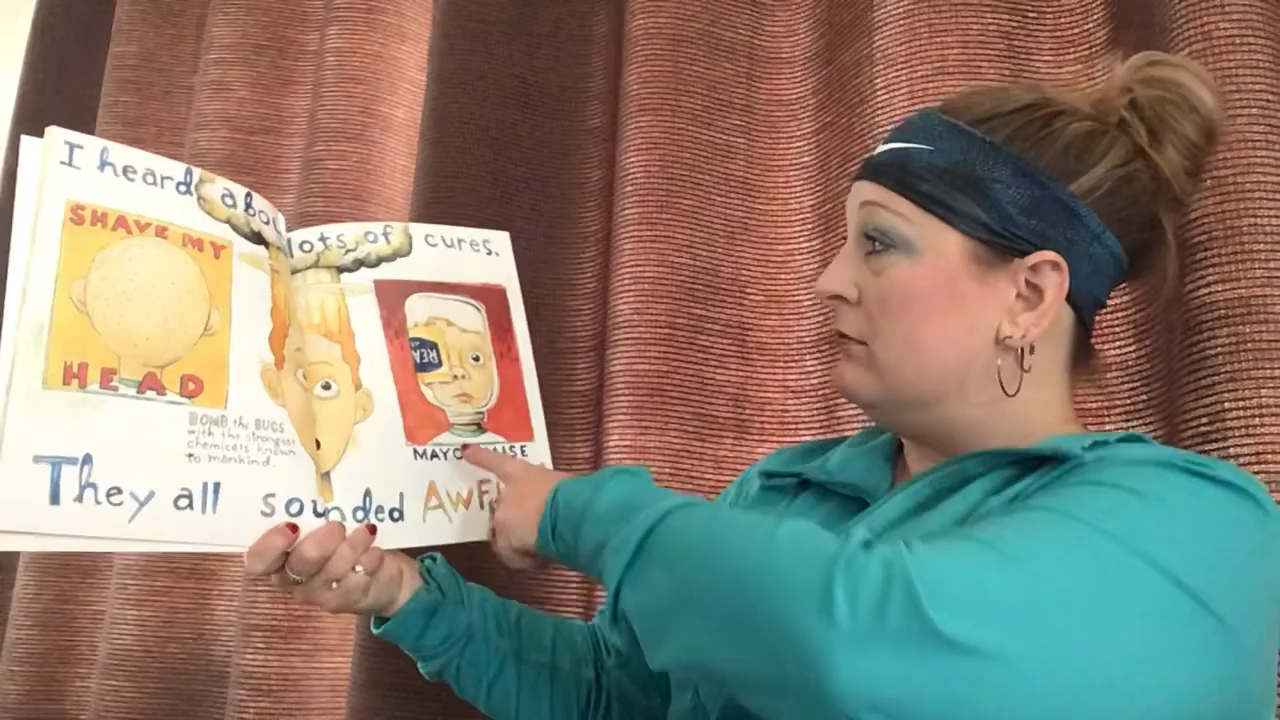 I heard
lots of cures.
SHAVE MY
HEAD
REA
BOMB the BUGS
with the strongest
chemicals known
to mankind.
They all sounded